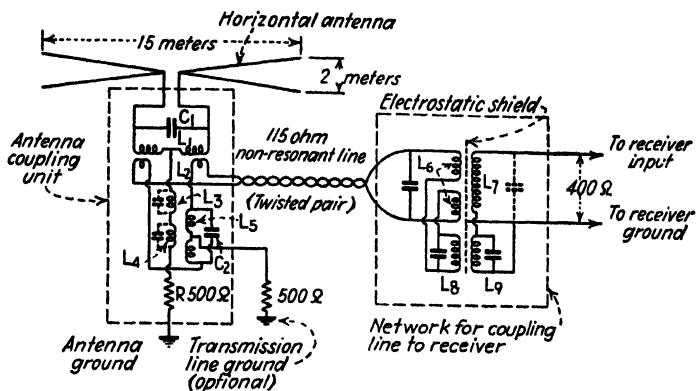 Horizontal antenna
15 meters
2 meters
Electrostatic shield
C1
L1
115 ohm
non-resonant line
Antenna
coupling
unit
L2
(Twisted pair)
L6
L7
To receiver
input
400 Ω
To receiver
ground
L3
L5
L4
C2
L8
L9
R 500 Ω
500 Ω
Antenna
ground
Transmission
line ground
(optional)
Network for coupling
line to receiver